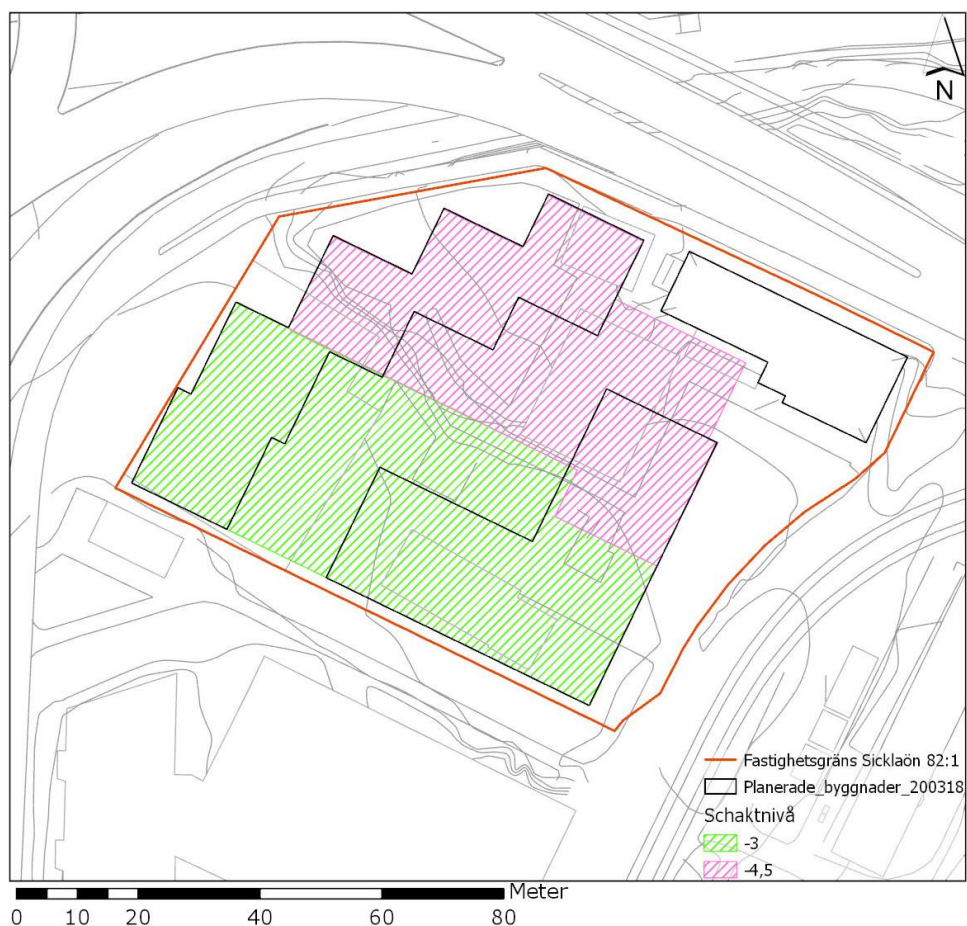 N
Fastighetsgräns Sicklaön 82:1
Planerade_byggnader_200318
Schaktnivå
-3
-4,5
Meter
0 10 20 40 60 80